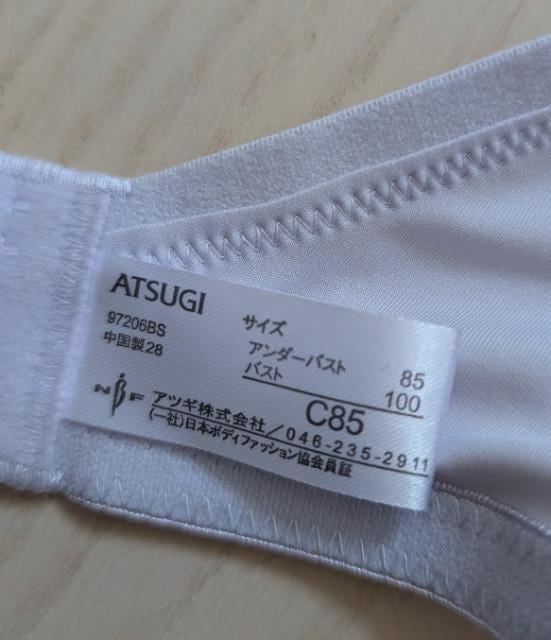 ATSUGI
97206BS
中国製28
サイズ
アンダーバスト 85
バスト 100
C85
NBF アツギ株式会社/046-235-2911
(一社)日本ボディファッション協会員証